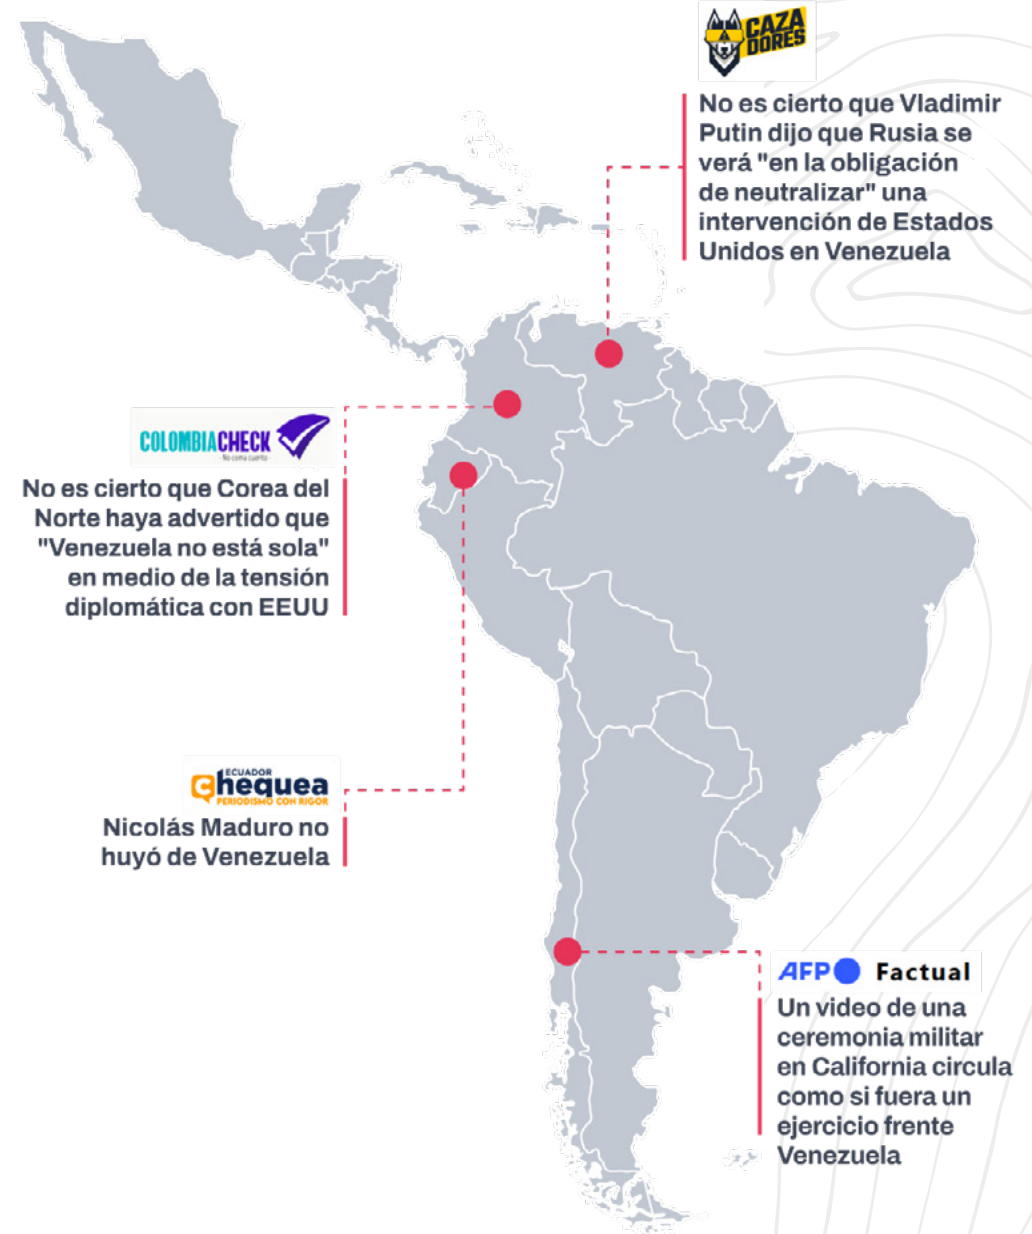 CAZA
DORES
No es cierto que Vladimir
Putin dijo que Rusia se
verá "en la obligación
de neutralizar" una
intervención de Estados
Unidos en Venezuela
COLOMBIACHECK
- No coma cuento -
No es cierto que Corea del
Norte haya advertido que
"Venezuela no está sola"
en medio de la tensión
diplomática con EEUU
ECUADOR
chequea
PERIODISMO CON RIGOR
Nicolás Maduro no
huyó de Venezuela
AFP Factual
Un video de una
ceremonia militar
en California circula
como si fuera un
ejercicio frente
Venezuela